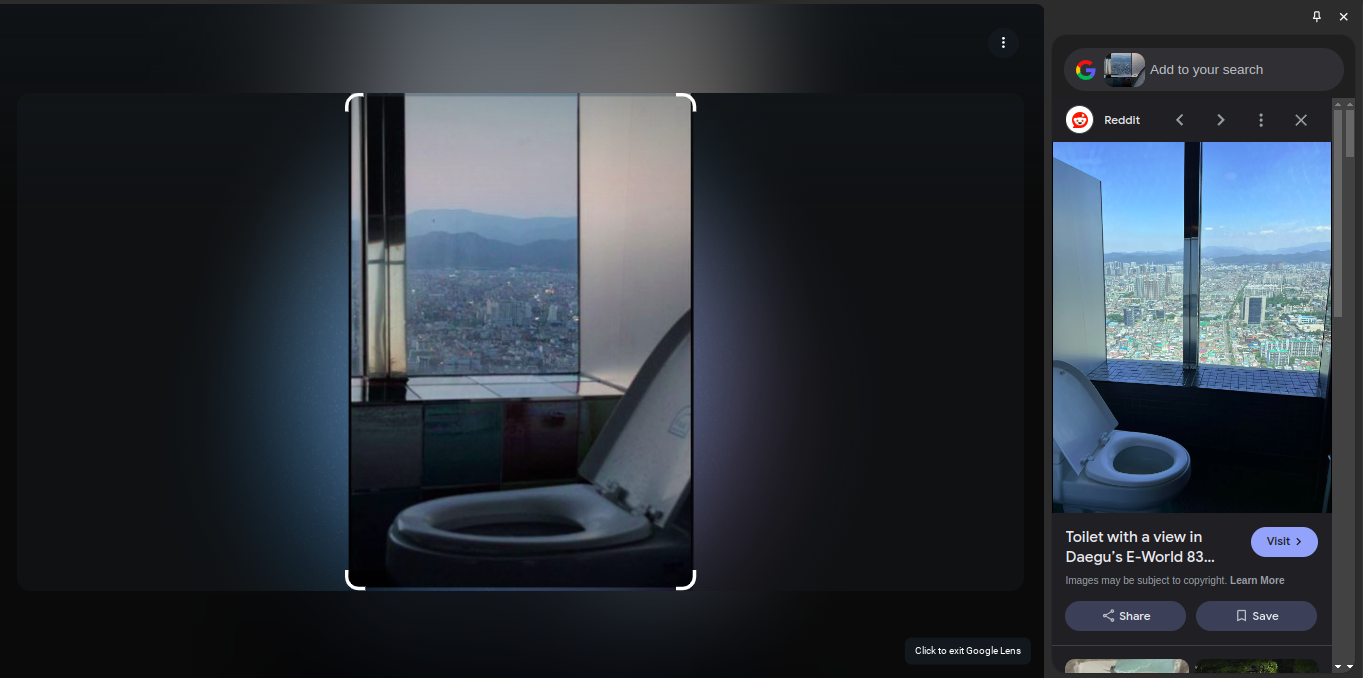 Add to your search
Reddit
Toilet with a view in
Daegu's E-World 83...
Visit
Images may be subject to copyright. Learn More
Share
Save
Click to exit Google Lens